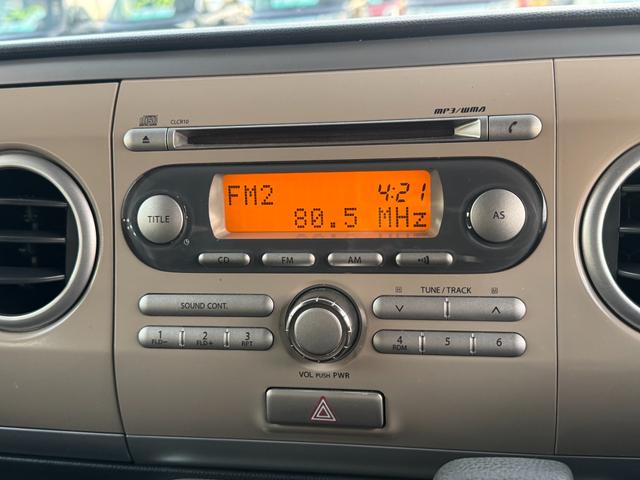 CLCR10
MP3/WMA
FM2 4:21
80.5 MHz
TITLE
AS
CD FM AM
SOUND CONT.
TUNE/TRACK
1 2 3
FLD− FLD+ RPT
4 5 6
RDM
VOL PUSH PWR